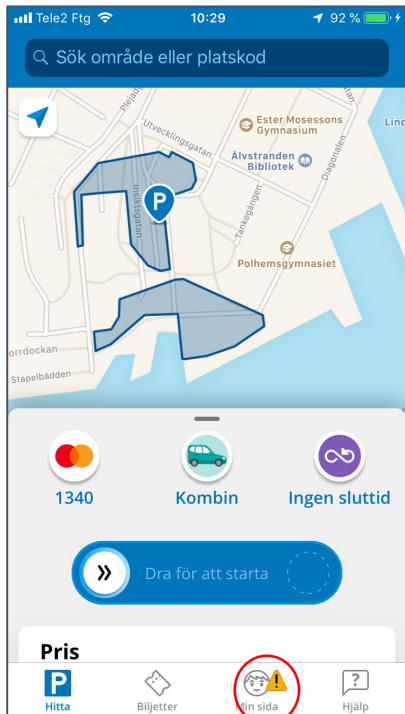 Tele2 Ftg 10:29 92 %
Sök område eller platskod
Plejadg
Utvecklingsgatan
Ester Mosessons
Gymnasium
Lind
Älvstranden
Bibliotek
Diagonalen
Insiktsgatan
P
Tankegången
Polhemsgymnasiet
orrdockan
Stapelbädden
1340 Kombin Ingen sluttid
Dra för att starta
Pris
P ?
Hitta Biljetter Min sida Hjälp